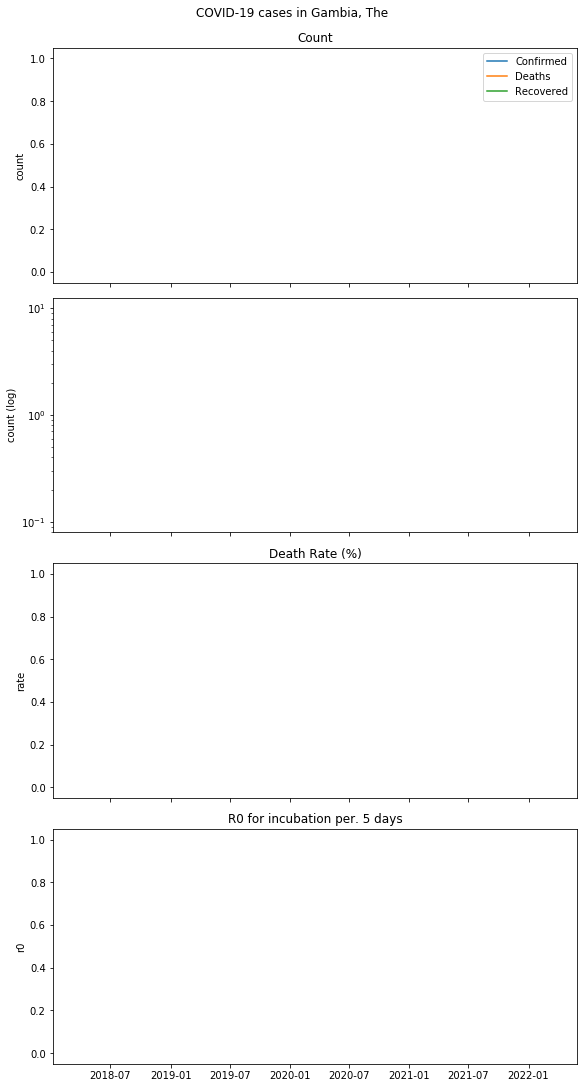 COVID-19 cases in Gambia, The
Count
Confirmed
Deaths
Recovered
1.0
0.8
0.6
0.4
0.2
0.0
count
10¹
10⁰
10⁻¹
count (log)
Death Rate (%)
1.0
0.8
0.6
0.4
0.2
0.0
rate
R0 for incubation per. 5 days
1.0
0.8
0.6
0.4
0.2
0.0
r0
2018-07 2019-01 2019-07 2020-01 2020-07 2021-01 2021-07 2022-01